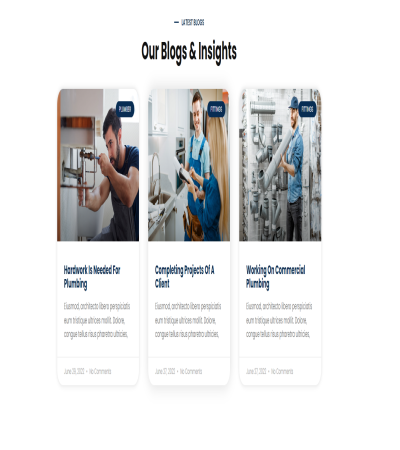 LATEST BLOGS
Our Blogs & Insights
PLUMBER
FITTINGS
FITTINGS
Hardwork Is Needed For
Plumbing
Eiusmod, architecto libero perspiciatis
eum tristique ultrices mollit. Dolore,
congue tellus risus pharetra ultricies,
June 28, 2022 • No Comments
Completing Projects Of A
Client
Eiusmod, architecto libero perspiciatis
eum tristique ultrices mollit. Dolore,
congue tellus risus pharetra ultricies,
June 27, 2022 • No Comments
Working On Commercial
Plumbing
Eiusmod, architecto libero perspiciatis
eum tristique ultrices mollit. Dolore,
congue tellus risus pharetra ultricies,
June 27, 2022 • No Comments